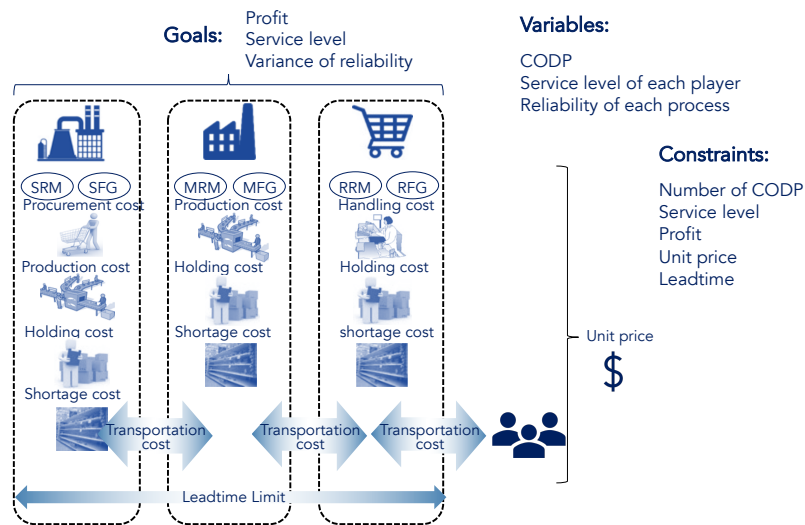 Goals:
Profit
Service level
Variance of reliability
Variables:
CODP
Service level of each player
Reliability of each process
Constraints:
Number of CODP
Service level
Profit
Unit price
Leadtime
SRM SFG
Procurement cost
Production cost
Holding cost
Shortage cost
MRM MFG
Production cost
Holding cost
Shortage cost
RRM RFG
Handling cost
Holding cost
shortage cost
Transportation
cost
Transportation
cost
Transportation
cost
Unit price
$
Leadtime Limit